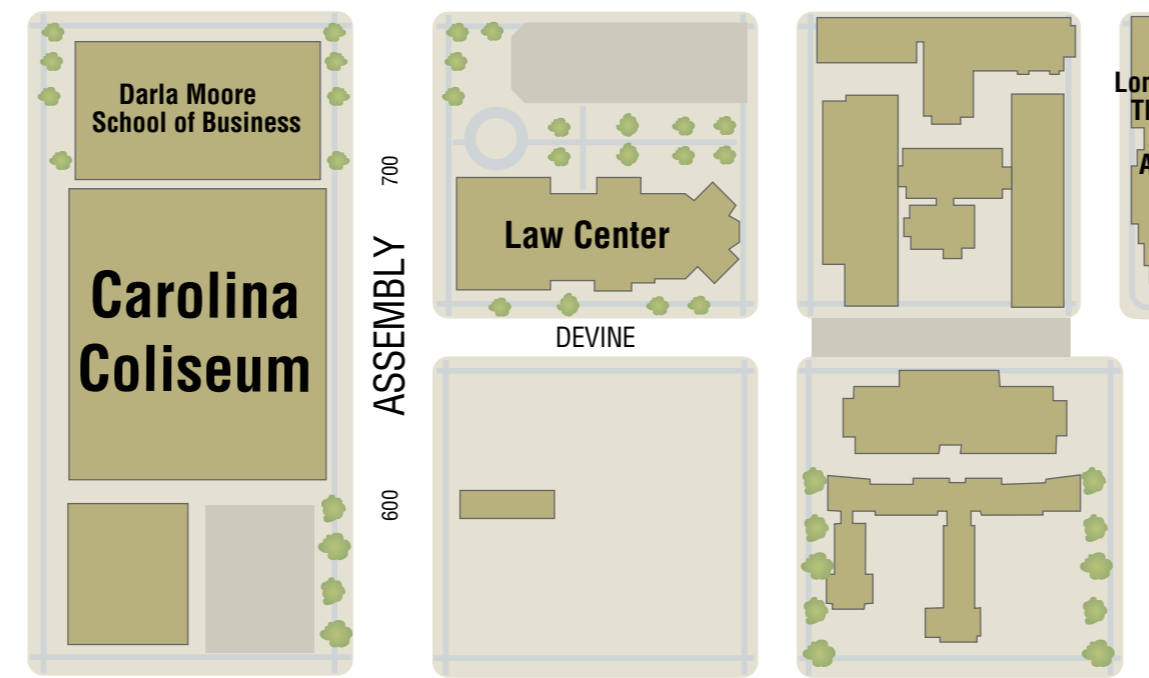 Darla Moore
School of Business
Carolina
Coliseum
700
ASSEMBLY
600
Law Center
DEVINE